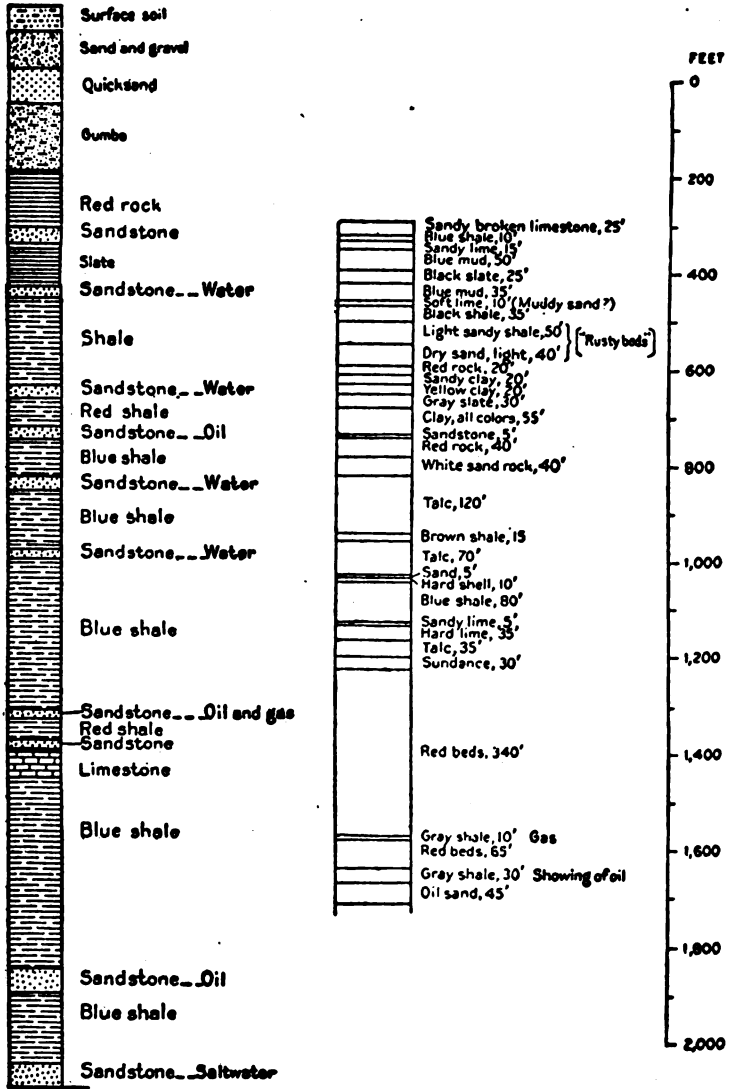 Surface soil
Sand and gravel
Quicksand
Gumbo
Red rock
Sandstone
Slate
Sandstone__Water
Shale
Sandstone__Water
Red shale
Sandstone__Oil
Blue shale
Sandstone__Water
Blue shale
Sandstone___Water
Blue shale
Sandstone___Oil and gas
Red shale
Sandstone
Limestone
Blue shale
Sandstone__Oil
Blue shale
Sandstone__Saltwater
Sandy broken limestone, 25'
Blue shale, 10'
Sandy lime, 15'
Blue mud, 50'
Black slate, 25'
Blue mud, 35'
Soft lime, 10' (Muddy sand?)
Black shale, 35'
Light sandy shale, 50'
"Rusty beds"
Dry sand, light, 40'
Red rock, 20'
Sandy clay, 20'
Yellow clay, 20'
Gray slate, 30'
Clay, all colors, 55'
Sandstone, 5'
Red rock, 40'
White sand rock, 40'
Talc, 120'
Brown shale, 15
Talc, 70'
Sand, 5'
Hard shell, 10'
Blue shale, 80'
Sandy lime, 5'
Hard lime, 35'
Talc, 35'
Sundance, 30'
Red beds, 340'
Gray shale, 10' Gas
Red beds, 65'
Gray shale, 30' Showing of oil
Oil sand, 45'
FEET
0
200
400
600
800
1,000
1,200
1,400
1,600
1,800
2,000